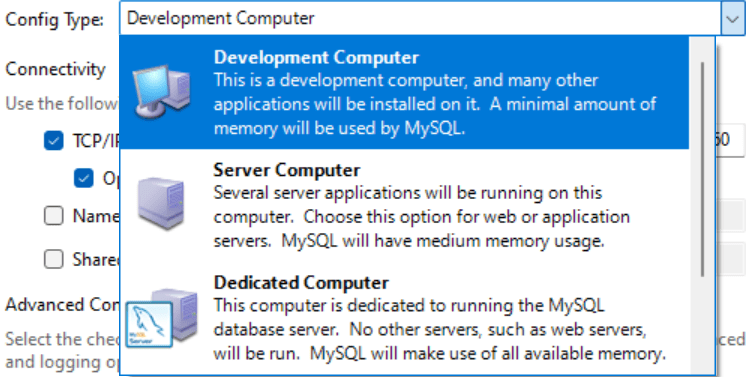 Config Type: Development Computer
Development Computer
This is a development computer, and many other
applications will be installed on it. A minimal amount of
memory will be used by MySQL.
Connectivity
Use the follow
TCP/IP
Server Computer
Several server applications will be running on this
computer. Choose this option for web or application
servers. MySQL will have medium memory usage.
Name
Share
Dedicated Computer
This computer is dedicated to running the MySQL
database server. No other servers, such as web servers,
will be run. MySQL will make use of all available memory.
MySQL
Server
Advanced Con
Select the che
and logging o